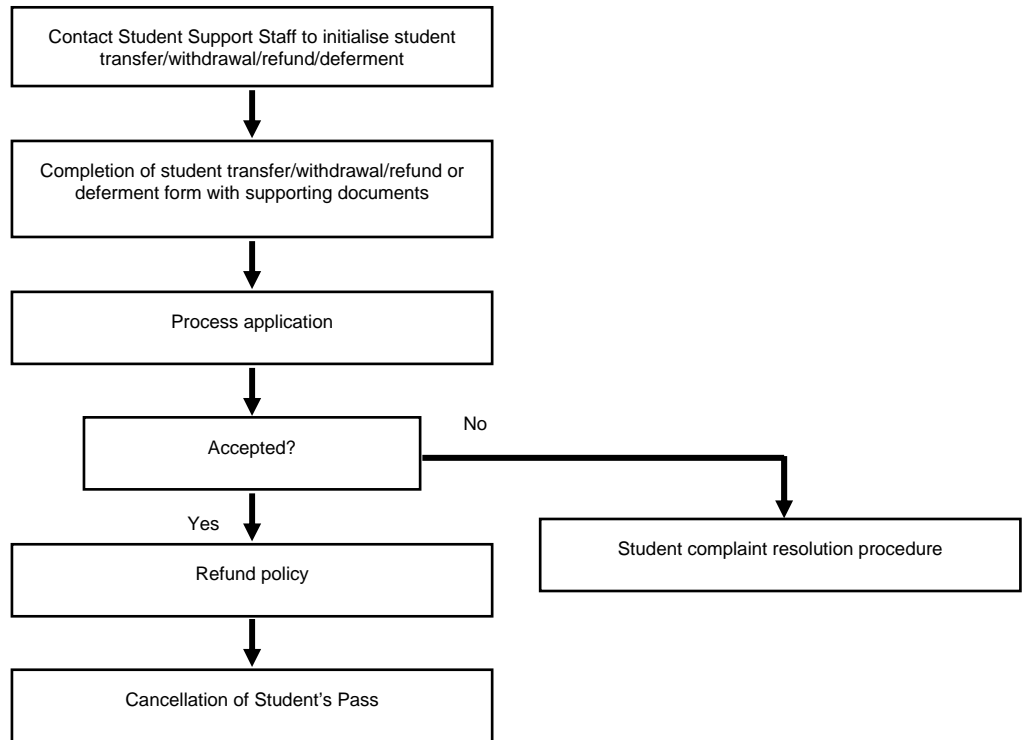 Contact Student Support Staff to initialise student
transfer/withdrawal/refund/deferment
Completion of student transfer/withdrawal/refund or
deferment form with supporting documents
Process application
Accepted?
No
Yes
Refund policy
Student complaint resolution procedure
Cancellation of Student’s Pass